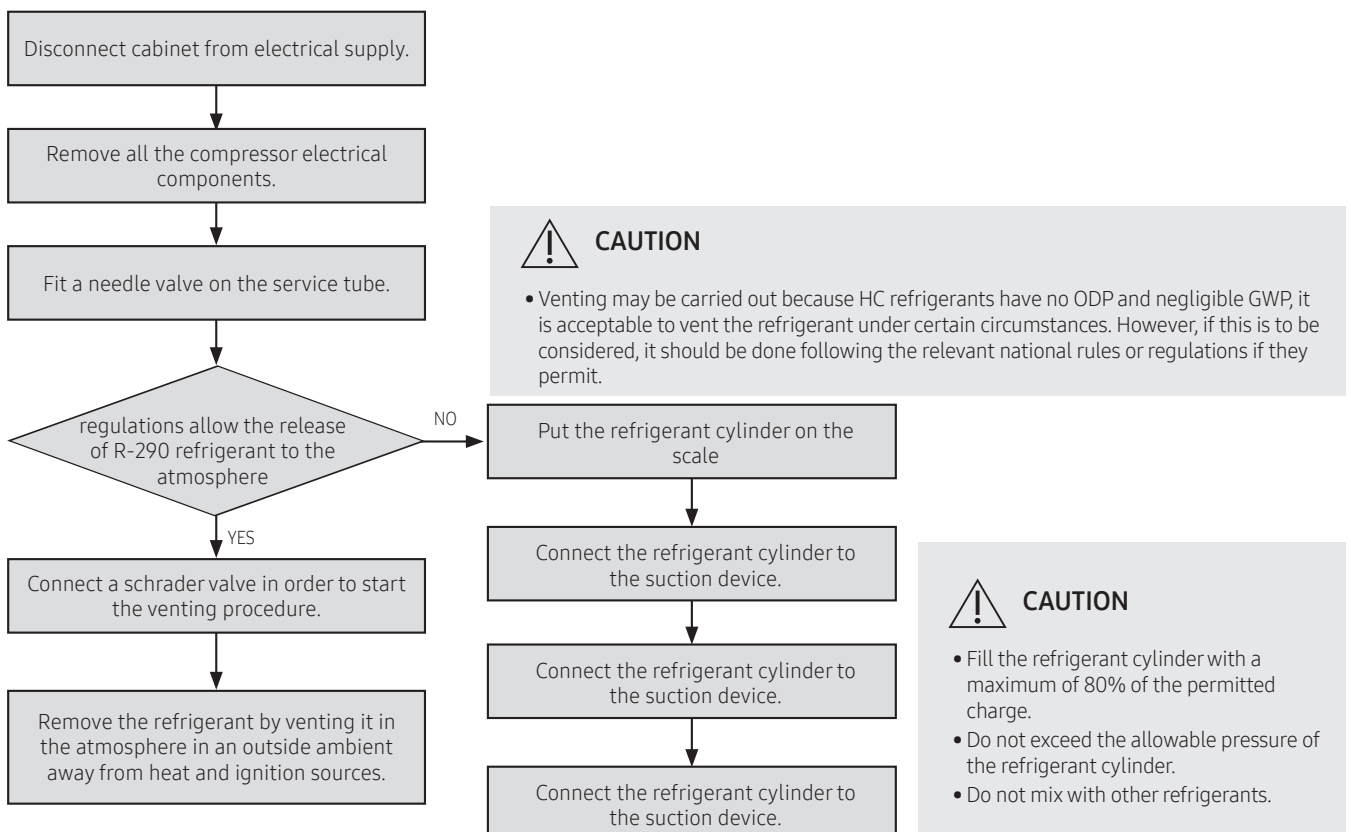 Disconnect cabinet from electrical supply.
Remove all the compressor electrical
components.
Fit a needle valve on the service tube.
CAUTION
• Venting may be carried out because HC refrigerants have no ODP and negligible GWP, it
is acceptable to vent the refrigerant under certain circumstances. However, if this is to be
considered, it should be done following the relevant national rules or regulations if they
permit.
regulations allow the release
of R-290 refrigerant to the
atmosphere
NO
YES
Connect a schrader valve in order to start
the venting procedure.
Remove the refrigerant by venting it in
the atmosphere in an outside ambient
away from heat and ignition sources.
Put the refrigerant cylinder on the
scale
Connect the refrigerant cylinder to
the suction device.
Connect the refrigerant cylinder to
the suction device.
Connect the refrigerant cylinder to
the suction device.
CAUTION
• Fill the refrigerant cylinder with a
maximum of 80% of the permitted
charge.
• Do not exceed the allowable pressure of
the refrigerant cylinder.
• Do not mix with other refrigerants.